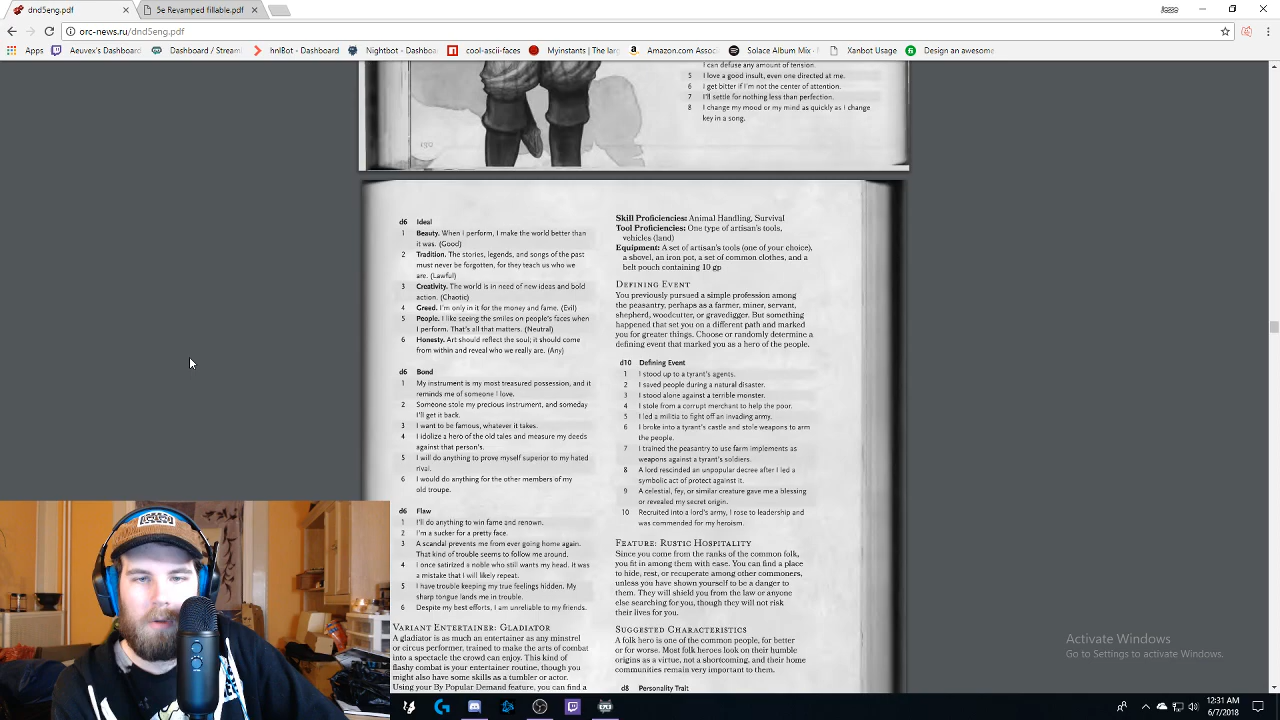 dnd5eng.pdf
5e Revamped fillable.pdf
orc-news.ru/dnd5eng.pdf
Apps
Aeuvex's Dashboard
Dashboard / Stream
hniBot - Dashboard
Nightbot - Dashboa
cool-ascii-faces
Myinstants | The larg
Amazon.com Assoc
Solace Album Mix -
Xanbot Usage
Design an awesome
I can defuse any amount of tension.
5 I love a good insult, even one directed at me.
6 I get bitter if I'm not the center of attention.
7 I'll settle for nothing less than perfection.
8 I change my mood or my mind as quickly as I change
key in a song.
d6 Ideal
1 Beauty. When I perform, I make the world better than
it was. (Good)
2 Tradition. The stories, legends, and songs of the past
must never be forgotten, for they teach us who we
are. (Lawful)
3 Creativity. The world is in need of new ideas and bold
action. (Chaotic)
4 Greed. I'm only in it for the money and fame. (Evil)
5 People. I like seeing the smiles on people's faces when
I perform. That's all that matters. (Neutral)
6 Honesty. Art should reflect the soul; it should come
from within and reveal who we really are. (Any)
d6 Bond
1 My instrument is my most treasured possession, and it
reminds me of someone I love.
2 Someone stole my precious instrument, and someday
I'll get it back.
3 I want to be famous, whatever it takes.
4 I idolize a hero of the old tales and measure my deeds
against that person's.
5 I will do anything to prove myself superior to my hated
rival.
6 I would do anything for the other members of my
old troupe.
d6 Flaw
1 I'll do anything to win fame and renown.
2 I'm a sucker for a pretty face.
3 A scandal prevents me from ever going home again.
That kind of trouble seems to follow me around.
4 I once satirized a noble who still wants my head. It was
a mistake that I will likely repeat.
5 I have trouble keeping my true feelings hidden. My
sharp tongue lands me in trouble.
6 Despite my best efforts, I am unreliable to my friends.
Variant Entertainer: Gladiator
A gladiator is as much an entertainer as any minstrel
or circus performer, trained to make the arts of combat
into a spectacle the crowd can enjoy. This kind of
flashy combat is your entertainer routine, though you
might also have some skills as a tumbler or actor.
Using your By Popular Demand feature, you can find a
Skill Proficiencies: Animal Handling, Survival
Tool Proficiencies: One type of artisan's tools,
vehicles (land)
Equipment: A set of artisan's tools (one of your choice),
a shovel, an iron pot, a set of common clothes, and a
belt pouch containing 10 gp
Defining Event
You previously pursued a simple profession among
the peasantry, perhaps as a farmer, miner, servant,
shepherd, woodcutter, or gravedigger. But something
happened that set you on a different path and marked
you for greater things. Choose or randomly determine a
defining event that marked you as a hero of the people.
d10 Defining Event
1 I stood up to a tyrant's agents.
2 I saved people during a natural disaster.
3 I stood alone against a terrible monster.
4 I stole from a corrupt merchant to help the poor.
5 I led a militia to fight off an invading army.
6 I broke into a tyrant's castle and stole weapons to arm
the people.
7 I trained the peasantry to use farm implements as
weapons against a tyrant's soldiers.
8 A lord rescinded an unpopular decree after I led a
symbolic act of protect against it.
9 A celestial, fey, or similar creature gave me a blessing
or revealed my secret origin.
10 Recruited into a lord's army, I rose to leadership and
was commended for my heroism.
Feature: Rustic Hospitality
Since you come from the ranks of the common folk,
you fit in among them with ease. You can find a place
to hide, rest, or recuperate among other commoners,
unless you have shown yourself to be a danger to
them. They will shield you from the law or anyone
else searching for you, though they will not risk
their lives for you.
Suggested Characteristics
A folk hero is one of the common people, for better
or for worse. Most folk heroes look on their humble
origins as a virtue, not a shortcoming, and their home
communities remain very important to them.
d8 Personality Trait
Activate Windows
Go to Settings to activate Windows.
12:31 AM
6/7/2018